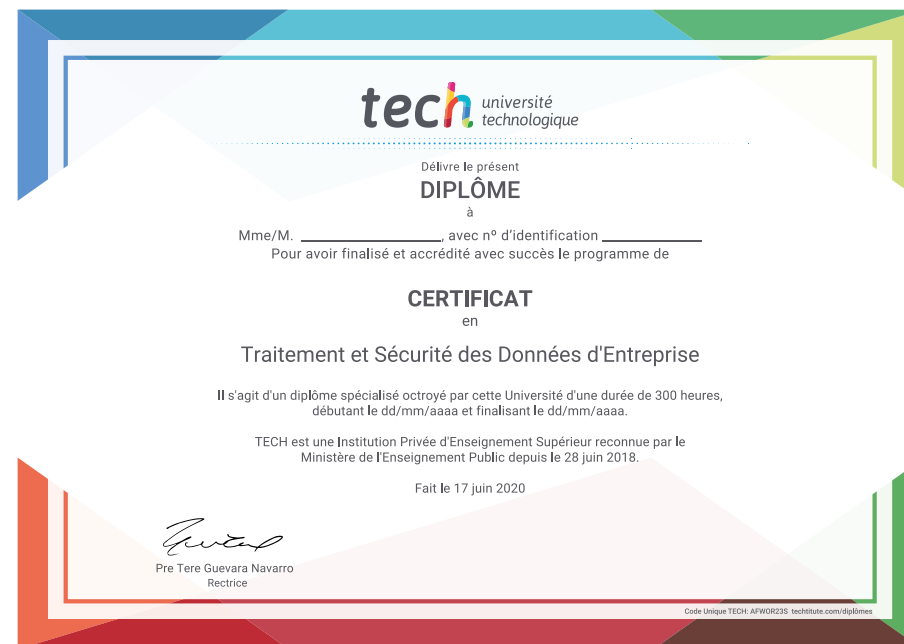 tech université
technologique
Délivre le présent
DIPLÔME
à
Mme/M. ____________________, avec nº d'identification ______________
Pour avoir finalisé et accrédité avec succès le programme de
CERTIFICAT
en
Traitement et Sécurité des Données d'Entreprise
Il s'agit d'un diplôme spécialisé octroyé par cette Université d'une durée de 300 heures,
débutant le dd/mm/aaaa et finalisant le dd/mm/aaaa.
TECH est une Institution Privée d'Enseignement Supérieur reconnue par le
Ministère de l'Enseignement Public depuis le 28 juin 2018.
Fait le 17 juin 2020
Pre Tere Guevara Navarro
Rectrice
Code Unique TECH: AFWOR23S techtitute.com/diplômes